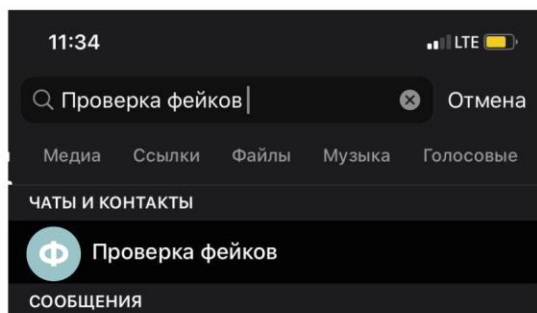 11:34 LTE
Проверка фейков Отмена
Медиа Ссылки Файлы Музыка Голосовые
ЧАТЫ И КОНТАКТЫ
Ф Проверка фейков
СООБЩЕНИЯ